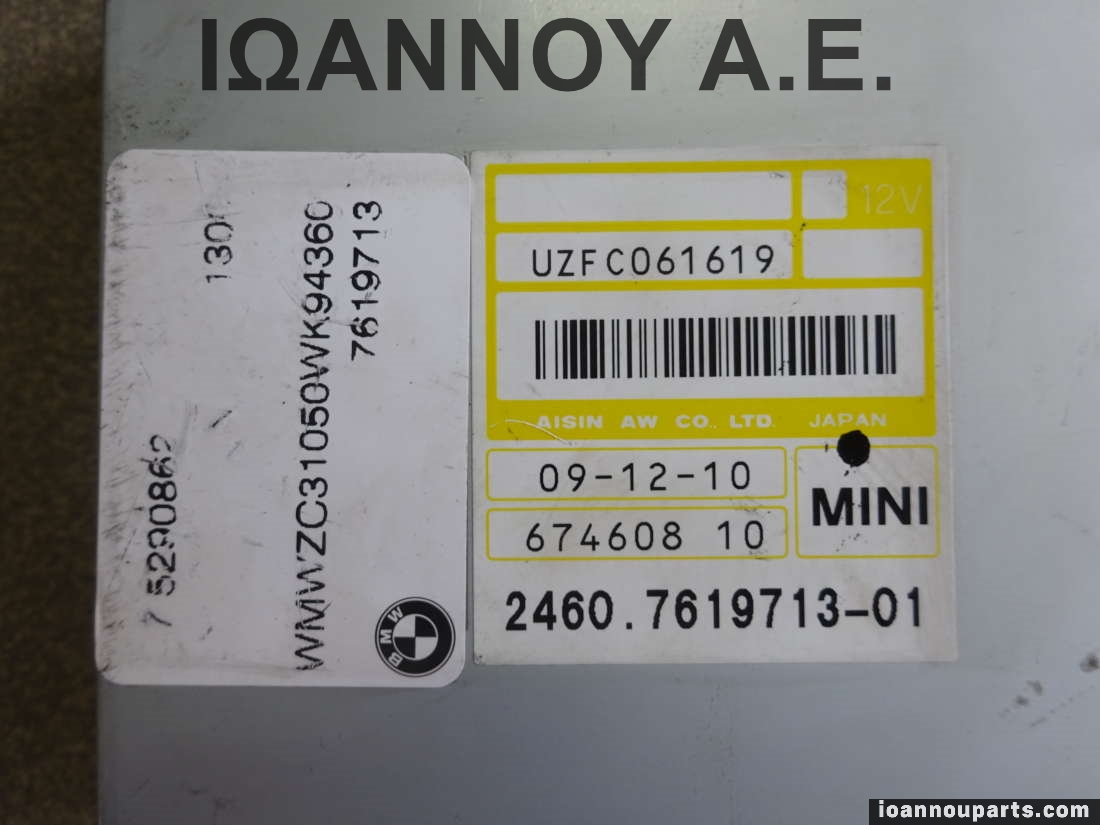 ΙΩΑΝΝΟΥ Α.Ε.
130
WMWZC31050WK94360
7619713
7 5290862
BMW
12V
UZFC061619
AISIN AW CO., LTD. JAPAN
09-12-10
MINI
674608 10
2460.7619713-01
ioannouparts.com